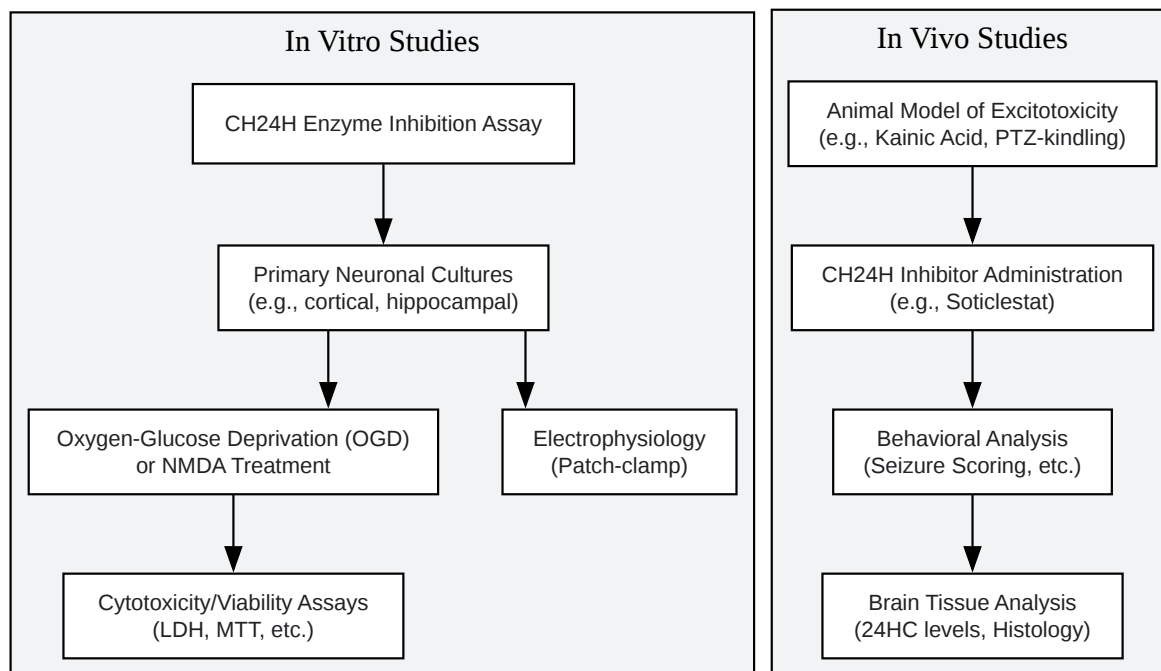 In Vitro Studies
CH24H Enzyme Inhibition Assay
Primary Neuronal Cultures
(e.g., cortical, hippocampal)
Oxygen-Glucose Deprivation (OGD)
or NMDA Treatment
Electrophysiology
(Patch-clamp)
Cytotoxicity/Viability Assays
(LDH, MTT, etc.)
In Vivo Studies
Animal Model of Excitotoxicity
(e.g., Kainic Acid, PTZ-kindling)
CH24H Inhibitor Administration
(e.g., Soticlestat)
Behavioral Analysis
(Seizure Scoring, etc.)
Brain Tissue Analysis
(24HC levels, Histology)